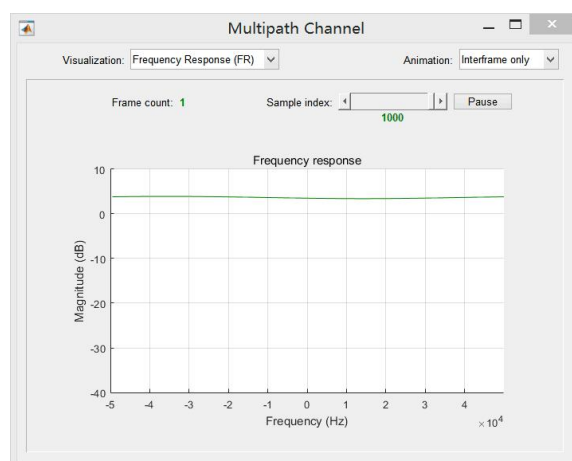 Multipath Channel
Visualization: Frequency Response (FR)
Animation: Interframe only
Frame count: 1
Sample index:
Pause
1000
Frequency response
10
0
-10
-20
-30
-40
Magnitude (dB)
-5 -4 -3 -2 -1 0 1 2 3 4
Frequency (Hz)
× 10⁴